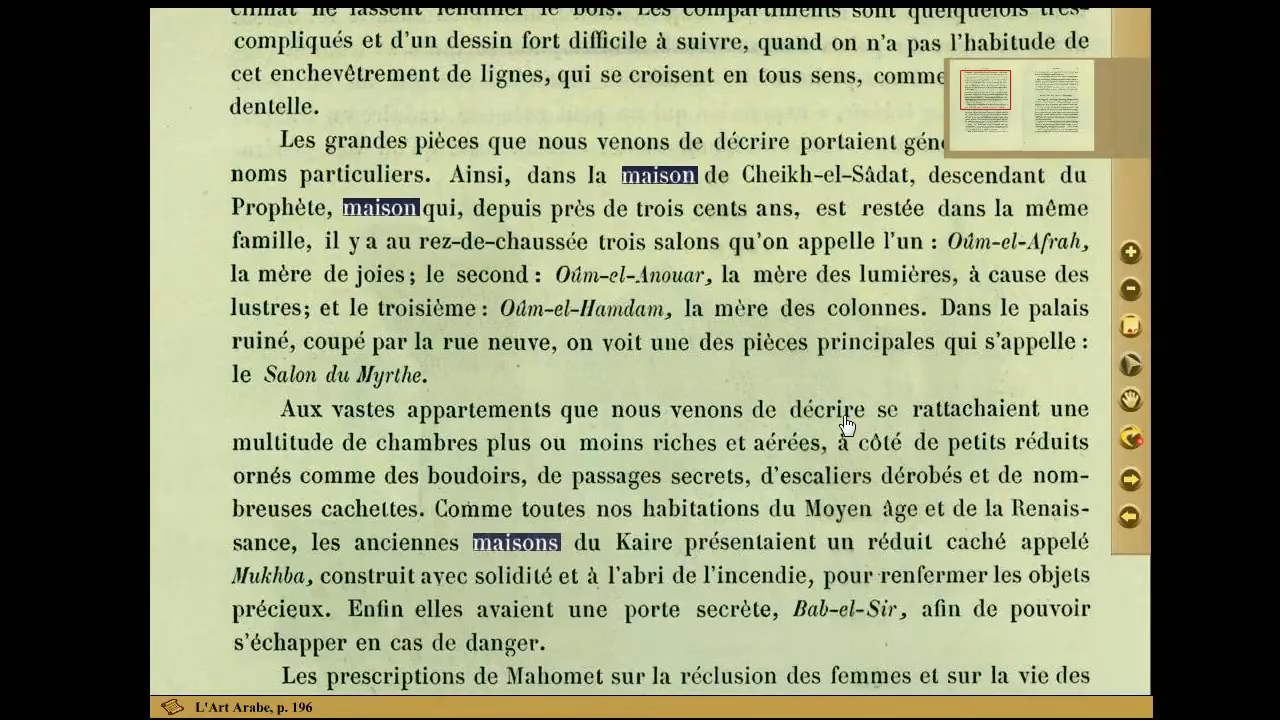 climat ne fassent fendiller le bois. Les compartiments sont quelquefois très-
compliqués et d'un dessin fort difficile à suivre, quand on n'a pas l'habitude de
cet enchevêtrement de lignes, qui se croisent en tous sens, comme
dentelle.
Les grandes pièces que nous venons de décrire portaient géné
noms particuliers. Ainsi, dans la maison de Cheikh-el-Sâdat, descendant du
Prophète, maison qui, depuis près de trois cents ans, est restée dans la même
famille, il y a au rez-de-chaussée trois salons qu'on appelle l'un : Oûm-el-Afrah,
la mère de joies; le second : Oûm-el-Anouar, la mère des lumières, à cause des
lustres; et le troisième : Oûm-el-Hamdam, la mère des colonnes. Dans le palais
ruiné, coupé par la rue neuve, on voit une des pièces principales qui s'appelle :
le Salon du Myrthe.
Aux vastes appartements que nous venons de décrire se rattachaient une
multitude de chambres plus ou moins riches et aérées, à côté de petits réduits
ornés comme des boudoirs, de passages secrets, d'escaliers dérobés et de nom-
breuses cachettes. Comme toutes nos habitations du Moyen âge et de la Renais-
sance, les anciennes maisons du Kaire présentaient un réduit caché appelé
Mukhba, construit avec solidité et à l'abri de l'incendie, pour renfermer les objets
précieux. Enfin elles avaient une porte secrète, Bab-el-Sir, afin de pouvoir
s'échapper en cas de danger.
Les prescriptions de Mahomet sur la réclusion des femmes et sur la vie des
L'Art Arabe, p. 196